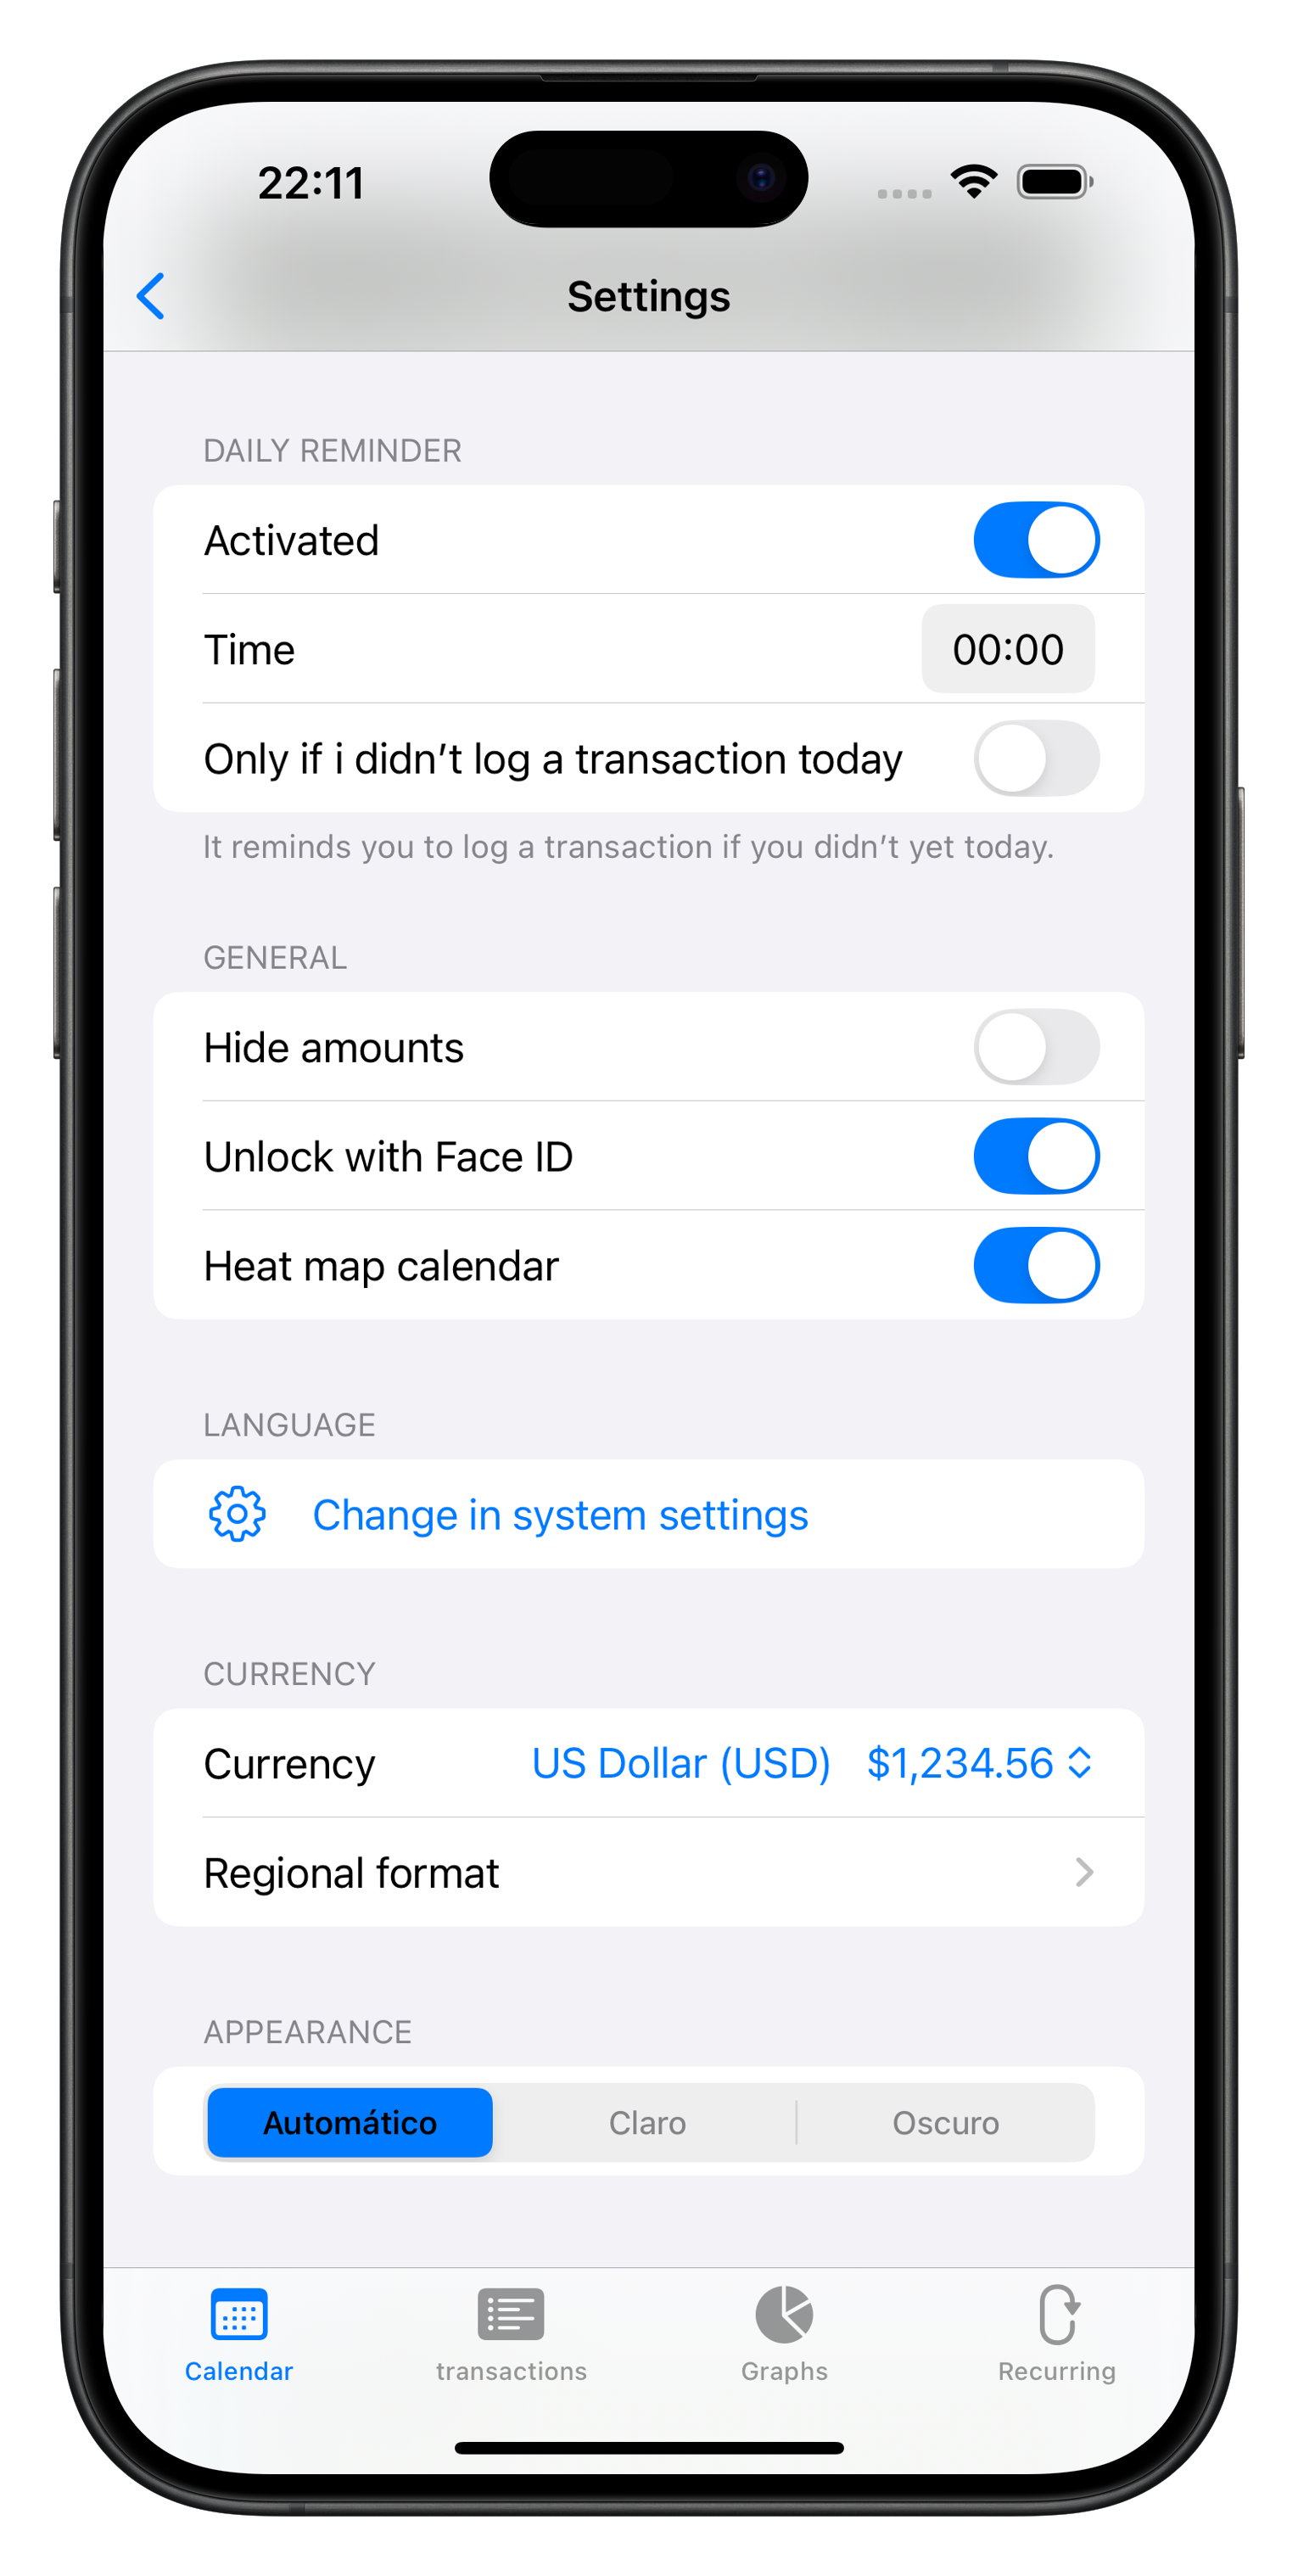 22:11
Settings
DAILY REMINDER
Activated
Time 00:00
Only if i didn’t log a transaction today
It reminds you to log a transaction if you didn’t yet today.
GENERAL
Hide amounts
Unlock with Face ID
Heat map calendar
LANGUAGE
Change in system settings
CURRENCY
Currency US Dollar (USD) $1,234.56
Regional format
APPEARANCE
Automático Claro Oscuro
Calendar transactions Graphs Recurring